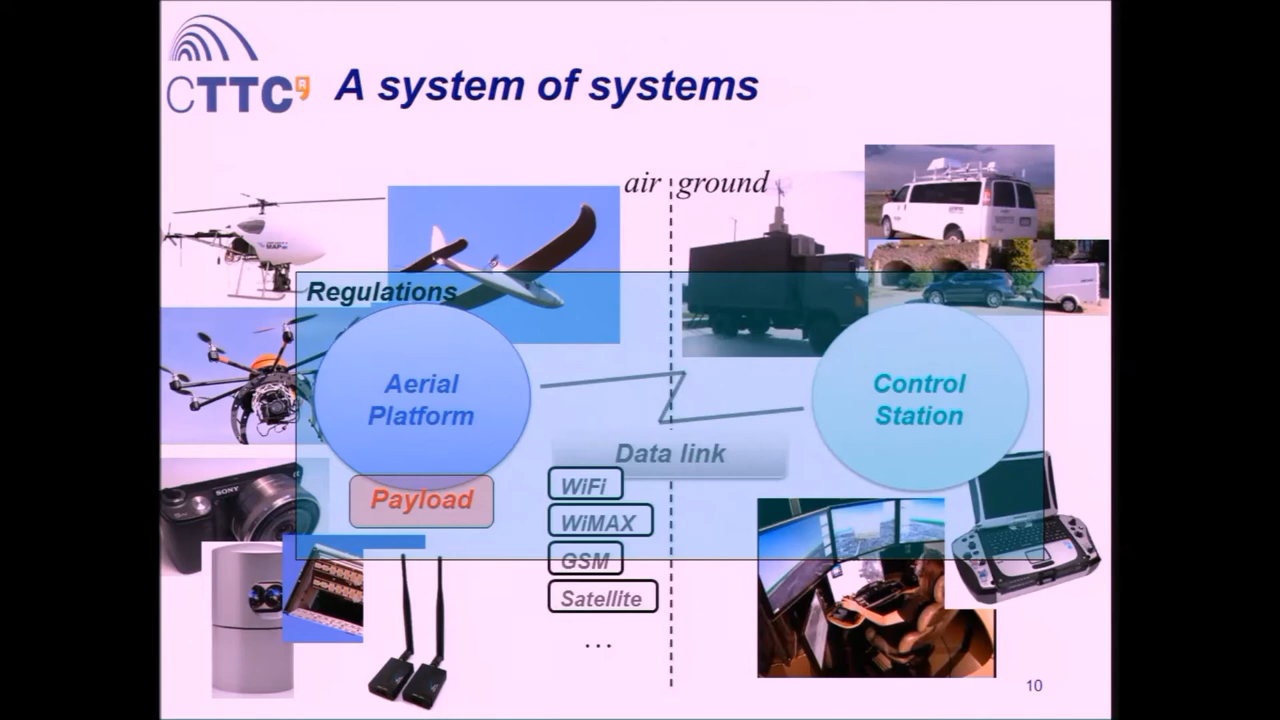 CTTC
A system of systems
air ground
Regulations
Aerial
Platform
Control
Station
Data link
Payload
WiFi
WiMAX
GSM
Satellite
...
SONY
10